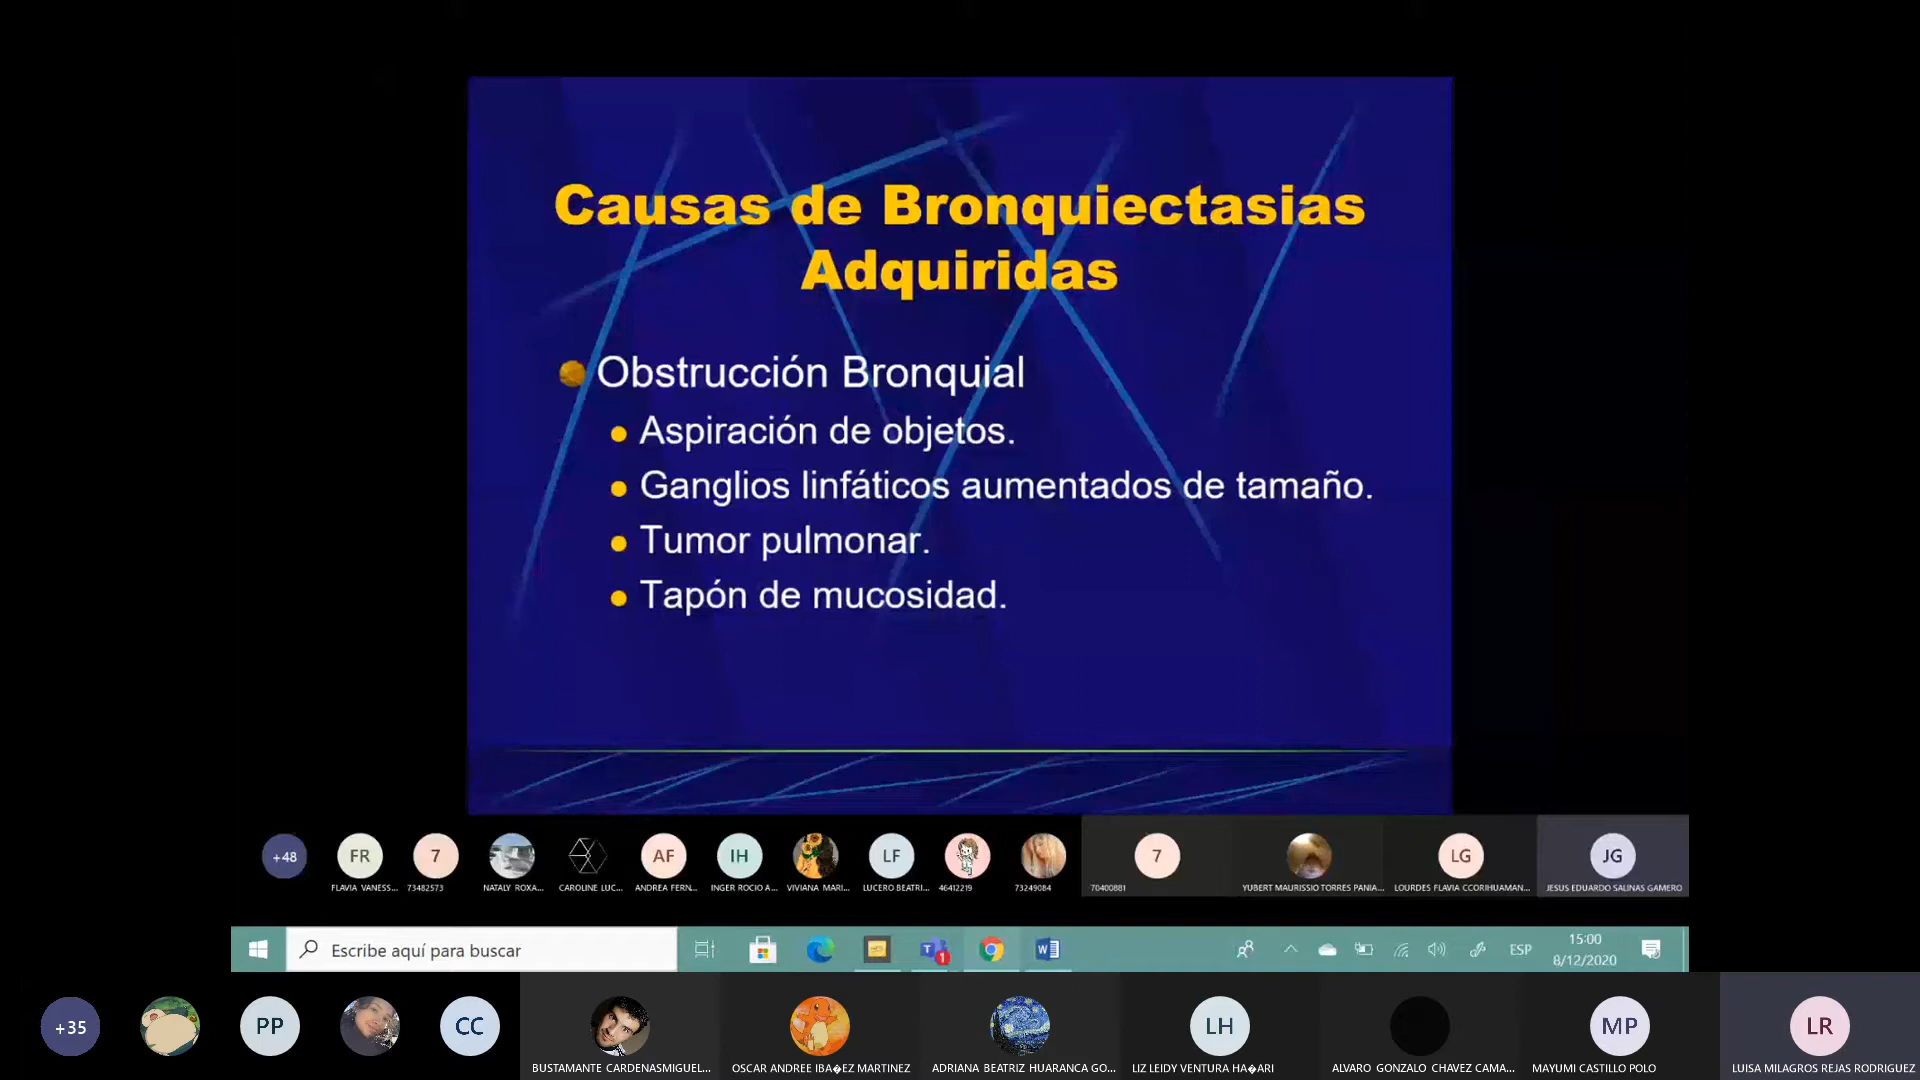 Causas de Bronquiectasias
Adquiridas
Obstrucción Bronquial
Aspiración de objetos.
Ganglios linfáticos aumentados de tamaño.
Tumor pulmonar.
Tapón de mucosidad.
+48
FR
7
AF
IH
LF
7
LG
JG
FLAVIA VANESS...
73482573
NATALY ROXA...
CAROLINE LUC...
ANDREA FERN...
INGER ROCIO A...
VIVIANA MARI...
LUCERO BEATRI...
46412219
73249084
70400881
YUBERT MAURISSIO TORRES PANIA...
LOURDES FLAVIA CCORIHUAMAN...
JESUS EDUARDO SALINAS GAMERO
Escribe aquí para buscar
1
ESP
15:00
8/12/2020
+35
PP
CC
LH
MP
LR
BUSTAMANTE CARDENASMIGUEL...
OSCAR ANDREE IBA�EZ MARTINEZ
ADRIANA BEATRIZ HUARANCA GO...
LIZ LEIDY VENTURA HA�ARI
ALVARO GONZALO CHAVEZ CAMA...
MAYUMI CASTILLO POLO
LUISA MILAGROS REJAS RODRIGUEZ